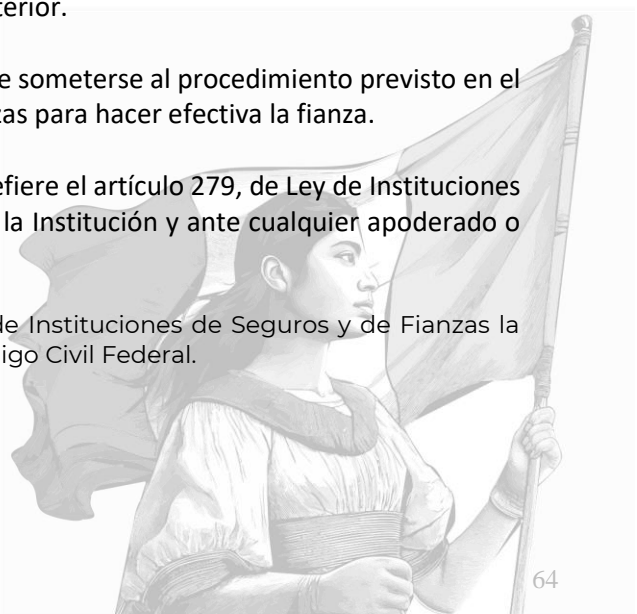 terior.
e someterse al procedimiento previsto en el
zas para hacer efectiva la fianza.
efiere el artículo 279, de Ley de Instituciones
la Institución y ante cualquier apoderado o
de Instituciones de Seguros y de Fianzas la
igo Civil Federal.
64